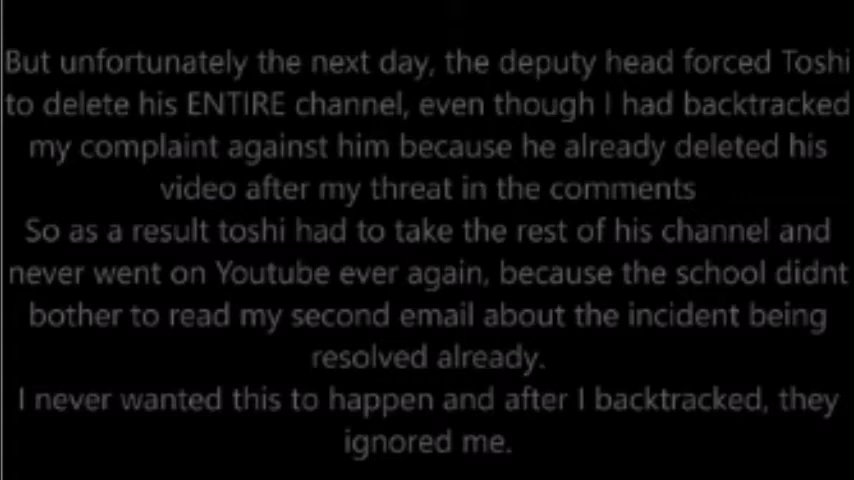 But unfortunately the next day, the deputy head forced Toshi
to delete his ENTIRE channel, even though I had backtracked
my complaint against him because he already deleted his
video after my threat in the comments
So as a result toshi had to take the rest of his channel and
never went on Youtube ever again, because the school didnt
bother to read my second email about the incident being
resolved already.
I never wanted this to happen and after I backtracked, they
ignored me.